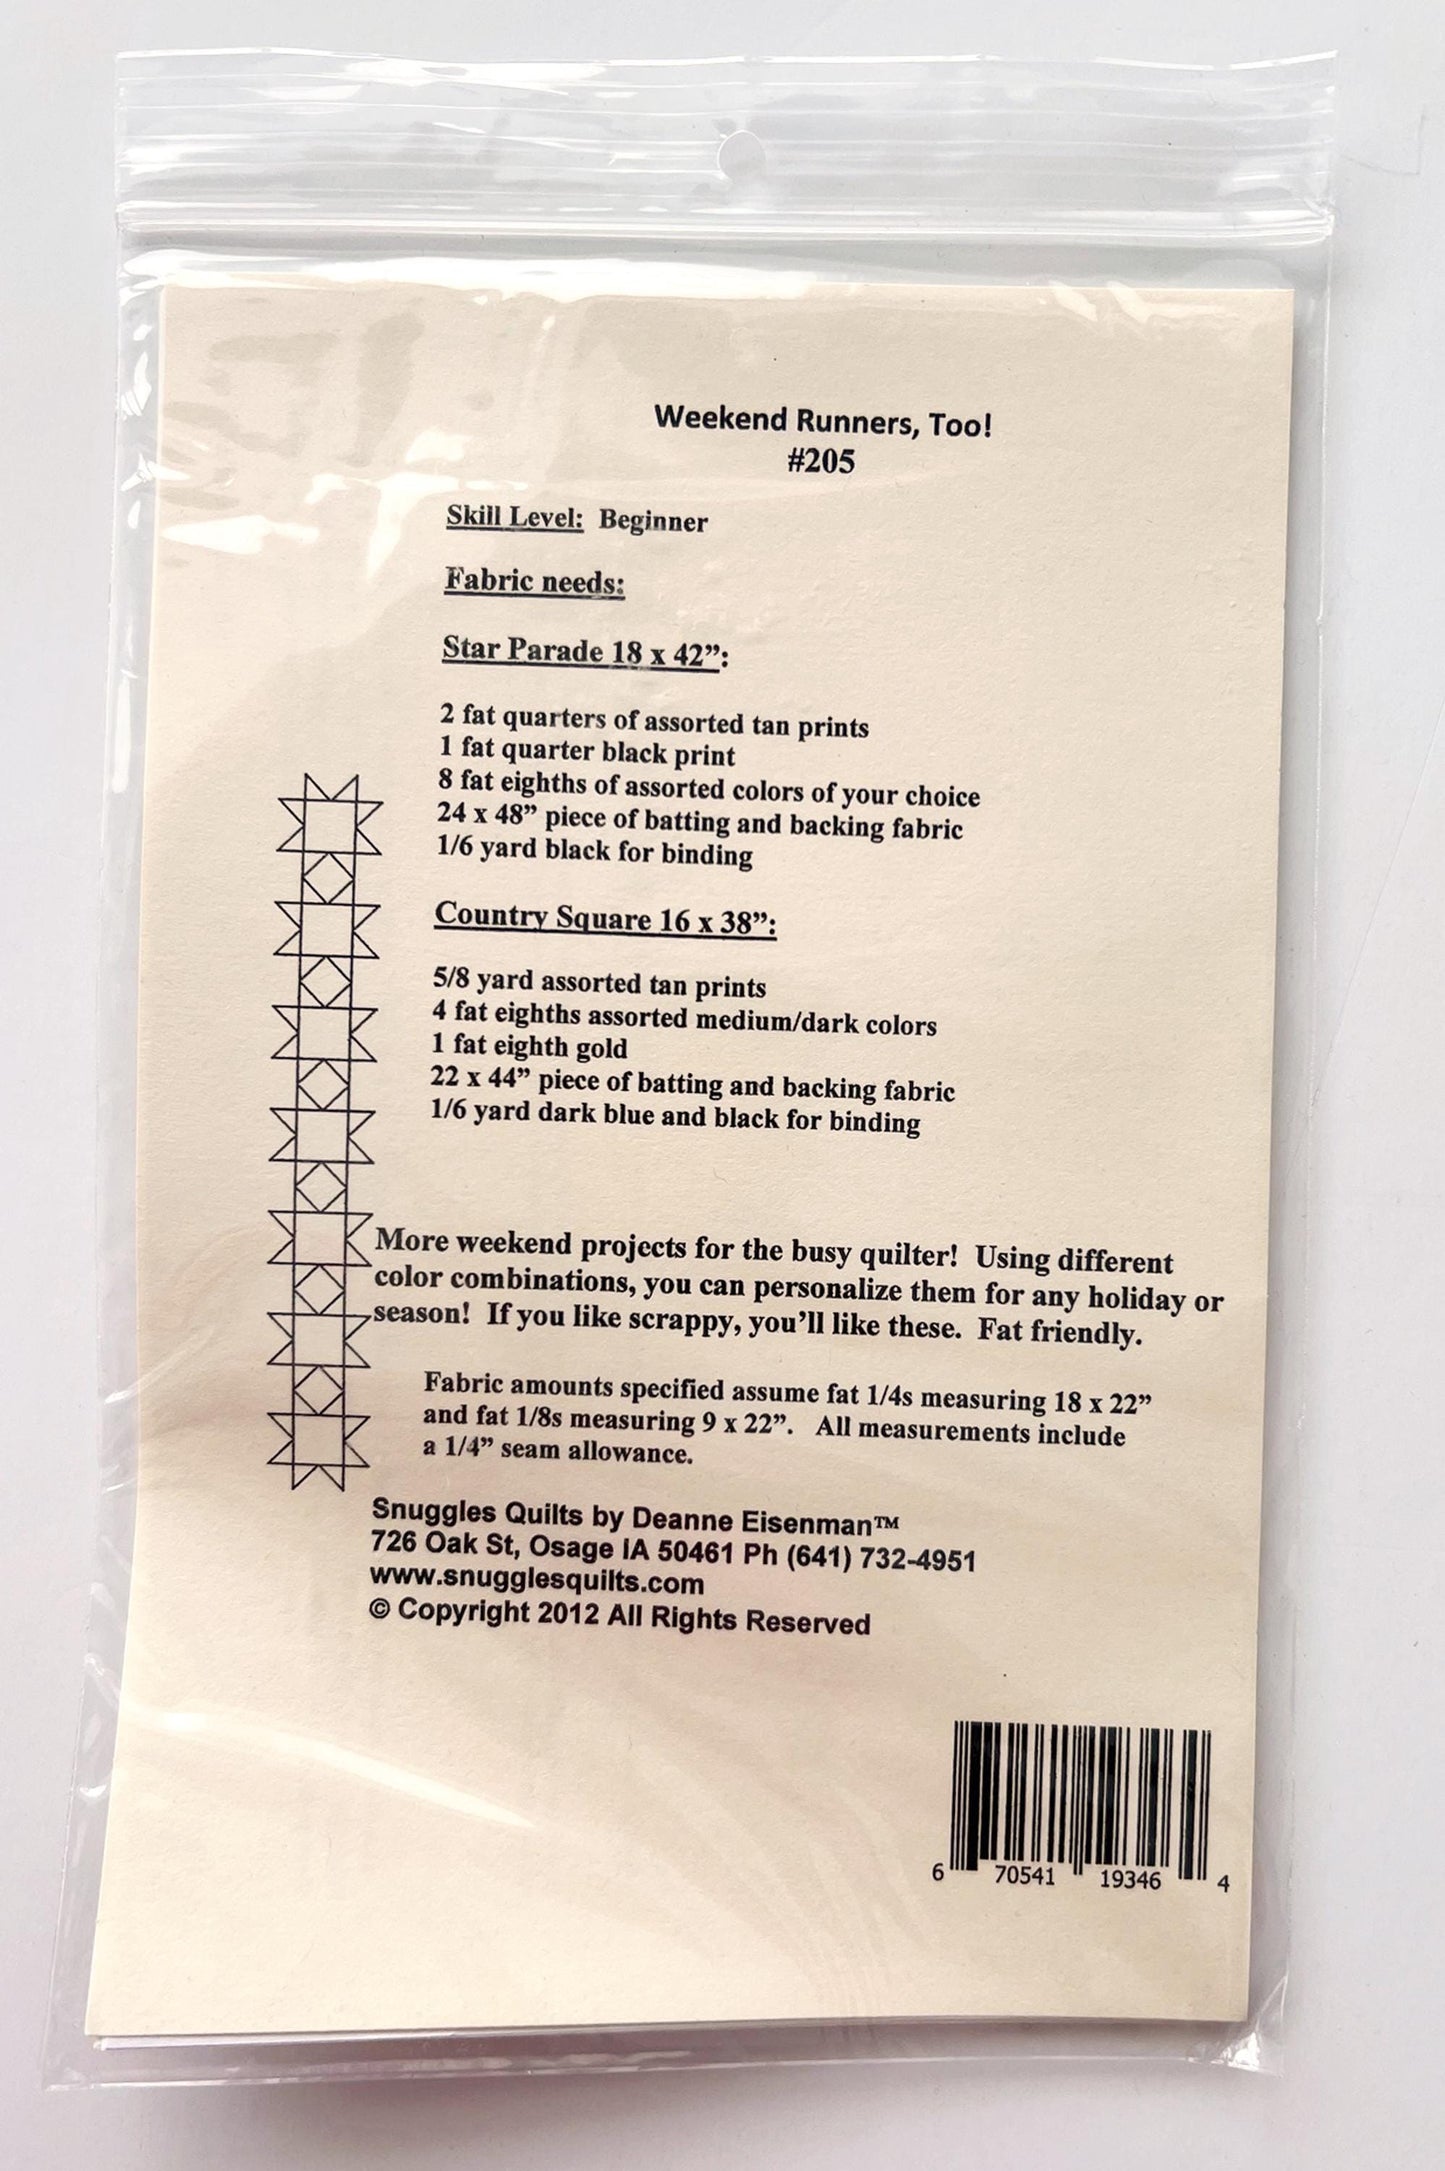 Weekend Runners, Too!
#205
Skill Level: Beginner
Fabric needs:
Star Parade 18 x 42”:
2 fat quarters of assorted tan prints
1 fat quarter black print
8 fat eighths of assorted colors of your choice
24 x 48” piece of batting and backing fabric
1/6 yard black for binding
Country Square 16 x 38”:
5/8 yard assorted tan prints
4 fat eighths assorted medium/dark colors
1 fat eighth gold
22 x 44” piece of batting and backing fabric
1/6 yard dark blue and black for binding
More weekend projects for the busy quilter! Using different
color combinations, you can personalize them for any holiday or
season! If you like scrappy, you’ll like these. Fat friendly.
Fabric amounts specified assume fat 1/4s measuring 18 x 22”
and fat 1/8s measuring 9 x 22”. All measurements include
a 1/4” seam allowance.
Snuggles Quilts by Deanne Eisenman™
726 Oak St, Osage IA 50461 Ph (641) 732-4951
www.snugglesquilts.com
© Copyright 2012 All Rights Reserved
6 70541 19346 4